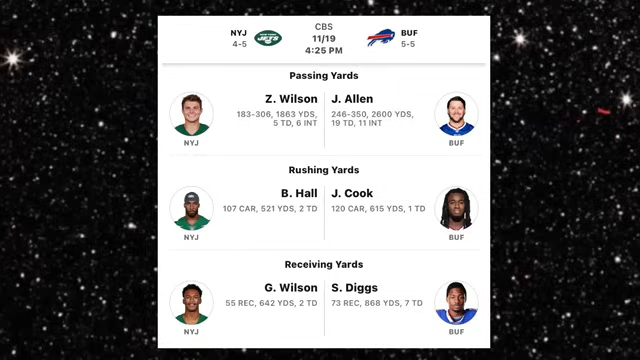 NYJ
4-5
JETS
CBS
11/19
4:25 PM
BUF
5-5
Passing Yards
Z. Wilson
183-306, 1863 YDS,
5 TD, 6 INT
NYJ
J. Allen
246-350, 2600 YDS,
19 TD, 11 INT
BUF
Rushing Yards
B. Hall
107 CAR, 521 YDS, 2 TD
NYJ
J. Cook
120 CAR, 615 YDS, 1 TD
BUF
Receiving Yards
G. Wilson
55 REC, 642 YDS, 2 TD
NYJ
S. Diggs
73 REC, 868 YDS, 7 TD
BUF